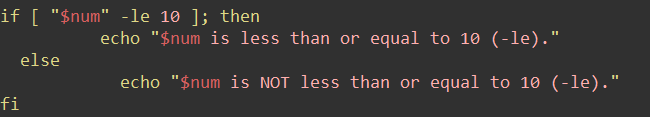 if [ "$num" -le 10 ]; then
          echo "$num is less than or equal to 10 (-le)."
  else
            echo "$num is NOT less than or equal to 10 (-le)."
fi